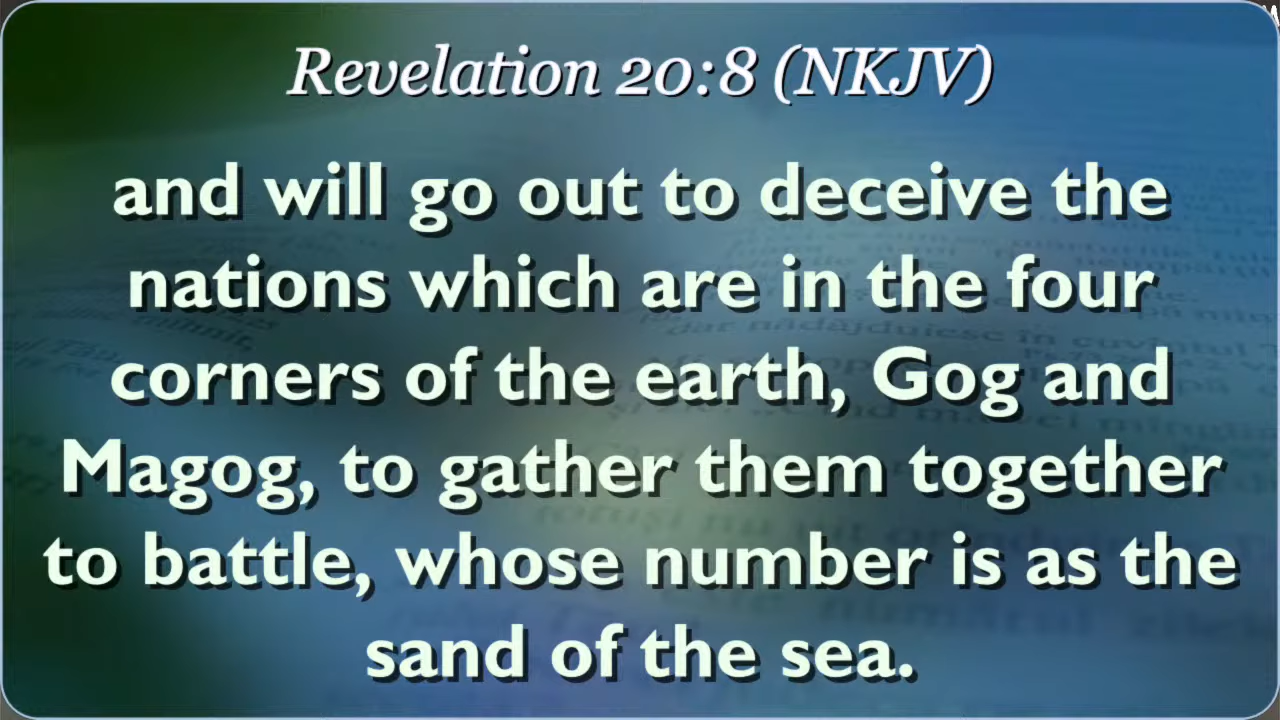 Revelation 20:8 (NKJV)
and will go out to deceive the
nations which are in the four
corners of the earth, Gog and
Magog, to gather them together
to battle, whose number is as the
sand of the sea.